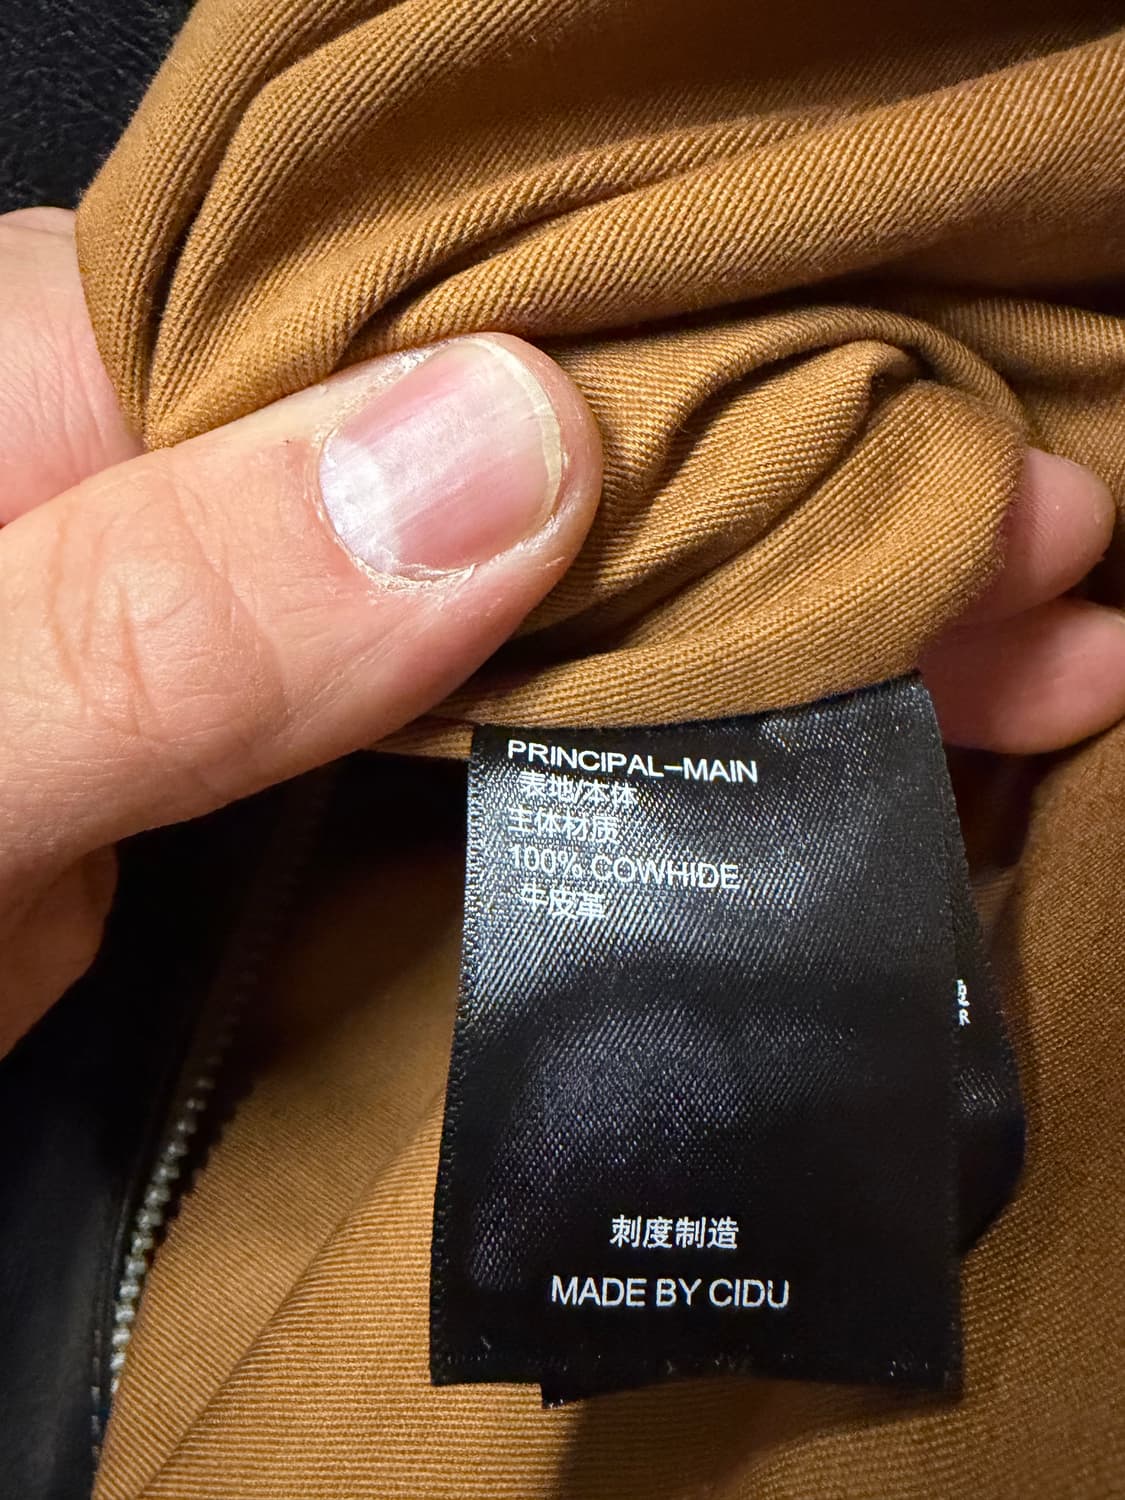 PRINCIPAL-MAIN
表地/本体
主体材质
100% COWHIDE
牛皮革
刺度制造
MADE BY CIDU
R